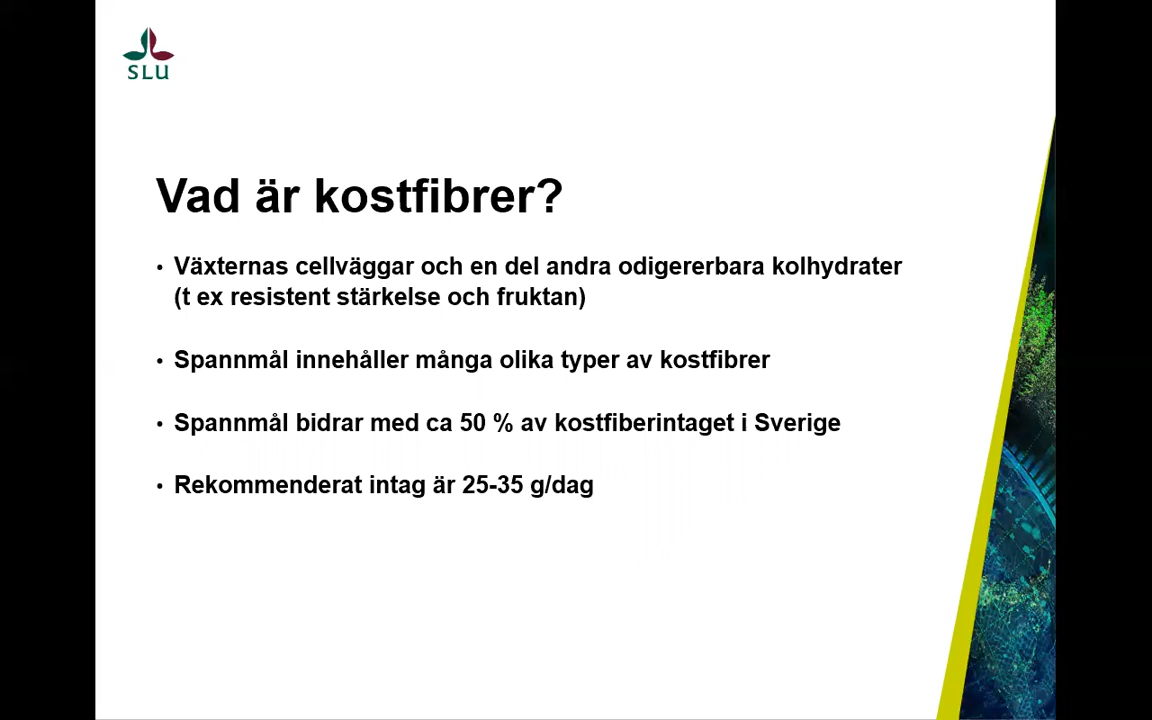 SLU
Vad är kostfibrer?
• Växternas cellväggar och en del andra odigererbara kolhydrater
(t ex resistent stärkelse och fruktan)
• Spannmål innehåller många olika typer av kostfibrer
• Spannmål bidrar med ca 50 % av kostfiberintaget i Sverige
• Rekommenderat intag är 25-35 g/dag